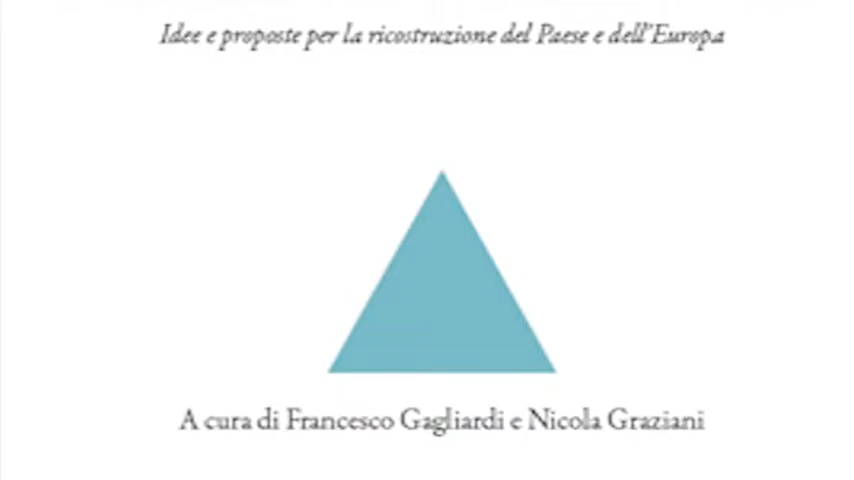 Idee e proposte per la ricostruzione del Paese e dell'Europa
A cura di Francesco Gagliardi e Nicola Graziani